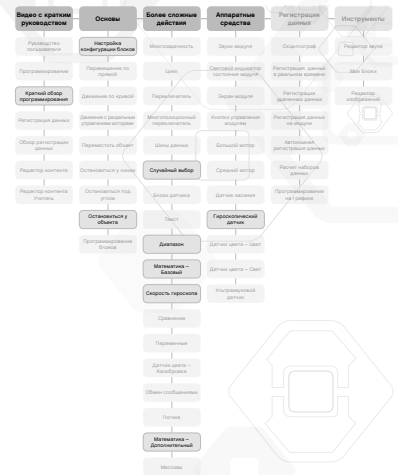 Видео с кратким
руководством
Руководство
пользователя
Программирование
Краткий обзор
программирования
Регистрация данных
Обзор регистрации
данных
Редактор контента
Редактор контента
Учитель
Основы
Настройка
конфигурации блоков
Перемещение по
прямой
Движение по кривой
Движение с раздельным
управлением моторами
Переместить объект
Остановиться у линии
Остановиться под
углом
Остановиться у
объекта
Программирование
блоков
Более сложные
действия
Многозадачность
Цикл
Переключатель
Многопозиционный
переключатель
Шины данных
Случайный выбор
Блоки датчика
Текст
Диапазон
Математика –
Базовый
Скорость гироскопа
Сравнение
Переменные
Датчик цвета –
Калибровка
Обмен сообщениями
Логика
Математика –
Дополнительный
Массивы
Аппаратные
средства
Звуки модуля
Световой индикатор
состояния модуля
Экран модуля
Кнопки управления
модулем
Большой мотор
Средний мотор
Датчик касания
Гироскопический
датчик
Датчик цвета – Цвет
Датчик цвета – Свет
Ультразвуковой
датчик
Регистрация
данных
Осциллограф
Регистрация данных
в реальном времени
Регистрация
удаленных данных
Регистрация данных
на модуле
Автономная
регистрация данных
Расчет наборов
данных
Программирование
на графике
Инструменты
Редактор звука
Мои блоки
Редактор
изображений